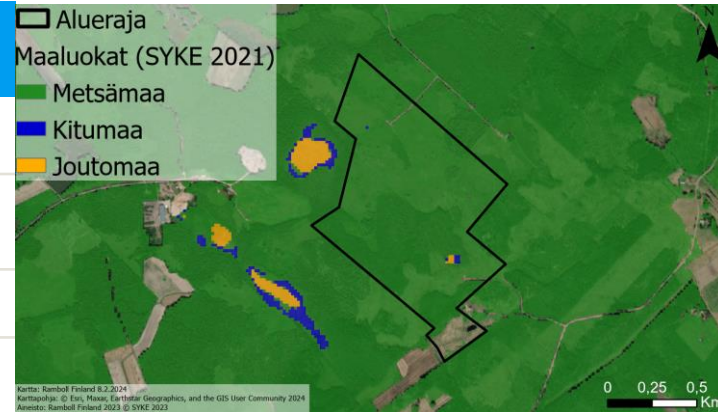 Alueraja
Maaluokat (SYKE 2021)
Metsämaa
Kitumaa
Joutomaa
N
Kartta: Ramboll Finland 8.2.2024
Karttapohja: © Esri, Maxar, Earthstar Geographics, and the GIS User Community 2024
Aineisto: Ramboll Finland 2023 © SYKE 2023
0 0,25 0,5
Km